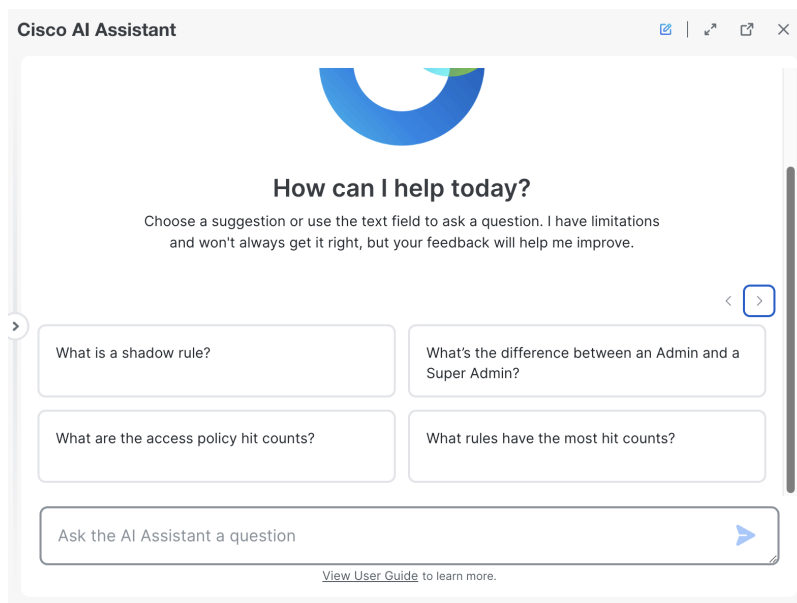 Cisco AI Assistant
How can I help today?
Choose a suggestion or use the text field to ask a question. I have limitations
and won't always get it right, but your feedback will help me improve.
What is a shadow rule?
What’s the difference between an Admin and a
Super Admin?
What are the access policy hit counts?
What rules have the most hit counts?
Ask the AI Assistant a question
View User Guide to learn more.